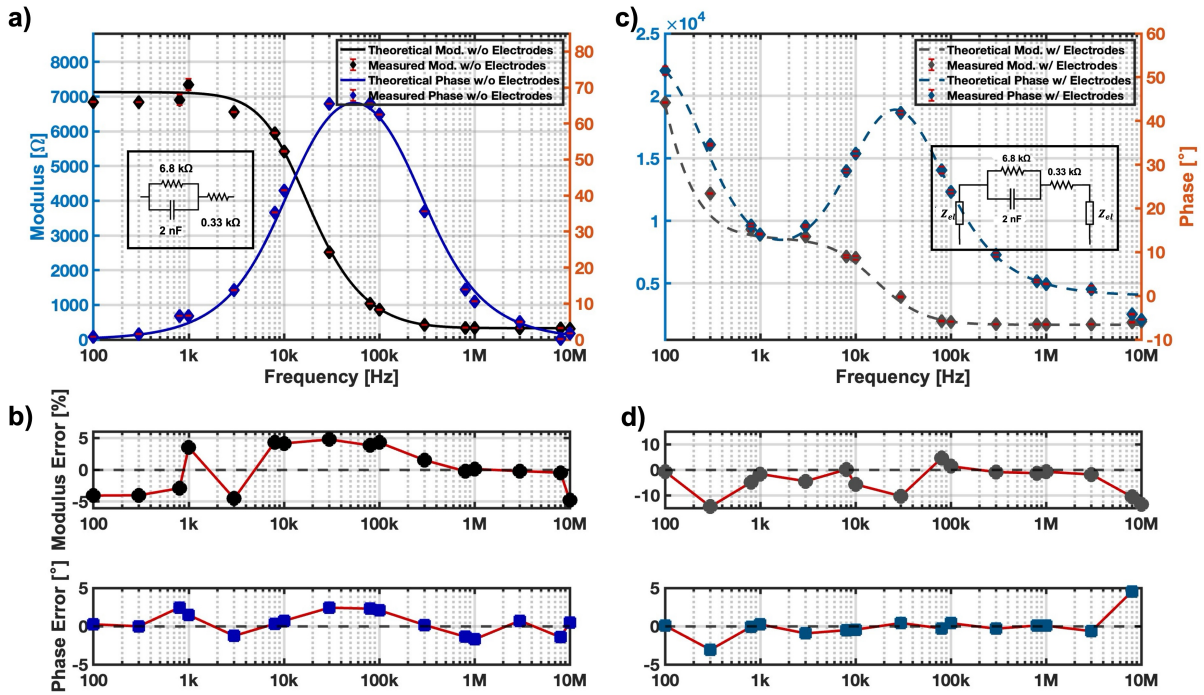 a)
Theoretical Mod. w/o Electrodes
Measured Mod. w/o Electrodes
Theoretical Phase w/o Electrodes
Measured Phase w/o Electrodes
Modulus [Ω]
8000
7000
6000
5000
4000
3000
2000
1000
0
80
70
60
50
40
30
20
10
0
6.8 kΩ
2 nF
0.33 kΩ
100 1k 10k 100k 1M 10M
Frequency [Hz]
c)
×10⁴
Theoretical Mod. w/ Electrodes
Measured Mod. w/ Electrodes
Theoretical Phase w/ Electrodes
Measured Phase w/ Electrodes
2.5
2
1.5
1
0.5
60
50
40
30
20
10
0
-10
Phase [°]
6.8 kΩ
0.33 kΩ
2 nF
Zel
Zel
100 1k 10k 100k 1M 10M
Frequency [Hz]
b)
Modulus Error [%]
5
0
-5
100 1k 10k 100k 1M 10M
Phase Error [°]
5
0
-5
100 1k 10k 100k 1M 10M
d)
10
0
-10
100 1k 10k 100k 1M 10M
5
0
-5
100 1k 10k 100k 1M 10M